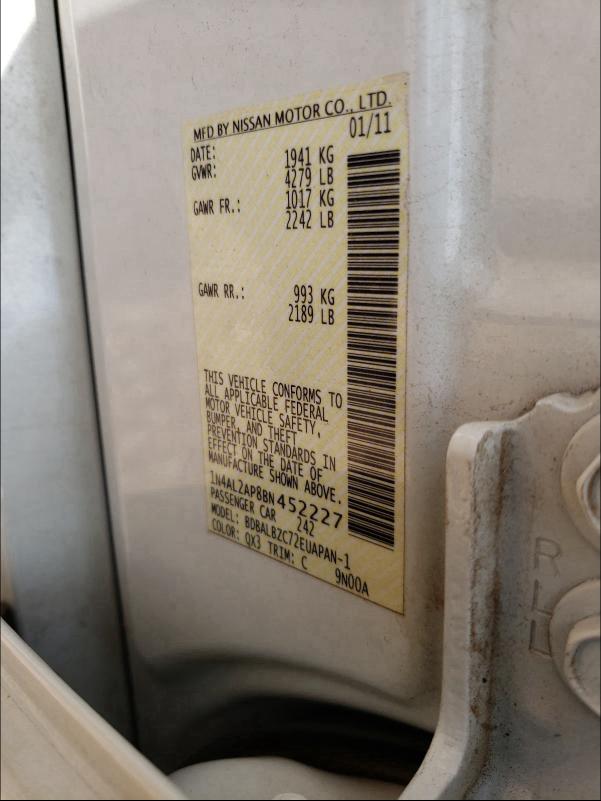 MFD BY NISSAN MOTOR CO., LTD.
DATE: 01/11
GVWR: 1941 KG
4279 LB
GAWR FR.: 1017 KG
2242 LB
GAWR RR.: 993 KG
2189 LB
THIS VEHICLE CONFORMS TO
ALL APPLICABLE FEDERAL
MOTOR VEHICLE SAFETY,
BUMPER, AND THEFT
PREVENTION STANDARDS IN
EFFECT ON THE DATE OF
MANUFACTURE SHOWN ABOVE.
1N4AL2AP8BN452227
PASSENGER CAR 242
MODEL: BDBALB2C72EUAPAN-1
COLOR: QX3 TRIM: C 9N00A